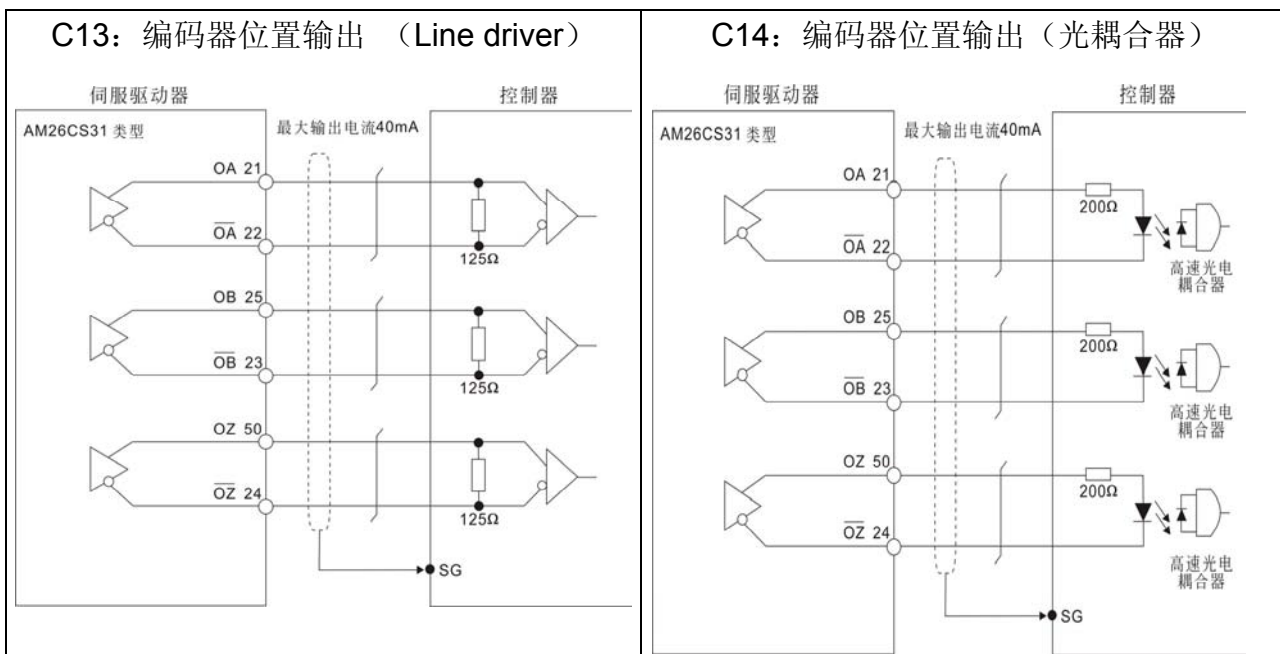 C13：编码器位置输出 （Line driver）
伺服驱动器
控制器
AM26CS31 类型
最大输出电流40mA
OA 21
OA 22
125Ω
OB 25
OB 23
125Ω
OZ 50
OZ 24
125Ω
SG
C14：编码器位置输出（光耦合器）
伺服驱动器
控制器
AM26CS31 类型
最大输出电流40mA
OA 21
200Ω
OA 22
高速光电
耦合器
OB 25
200Ω
OB 23
高速光电
耦合器
OZ 50
200Ω
OZ 24
高速光电
耦合器
SG